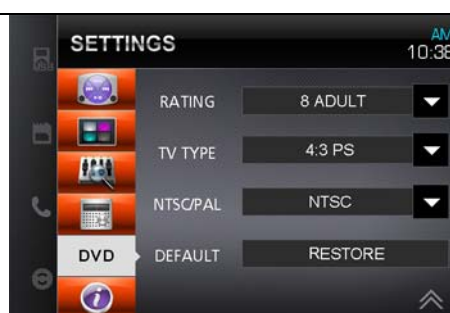 SETTINGS
AM
10:38
RATING 8 ADULT
TV TYPE 4:3 PS
NTSC/PAL NTSC
DVD DEFAULT RESTORE